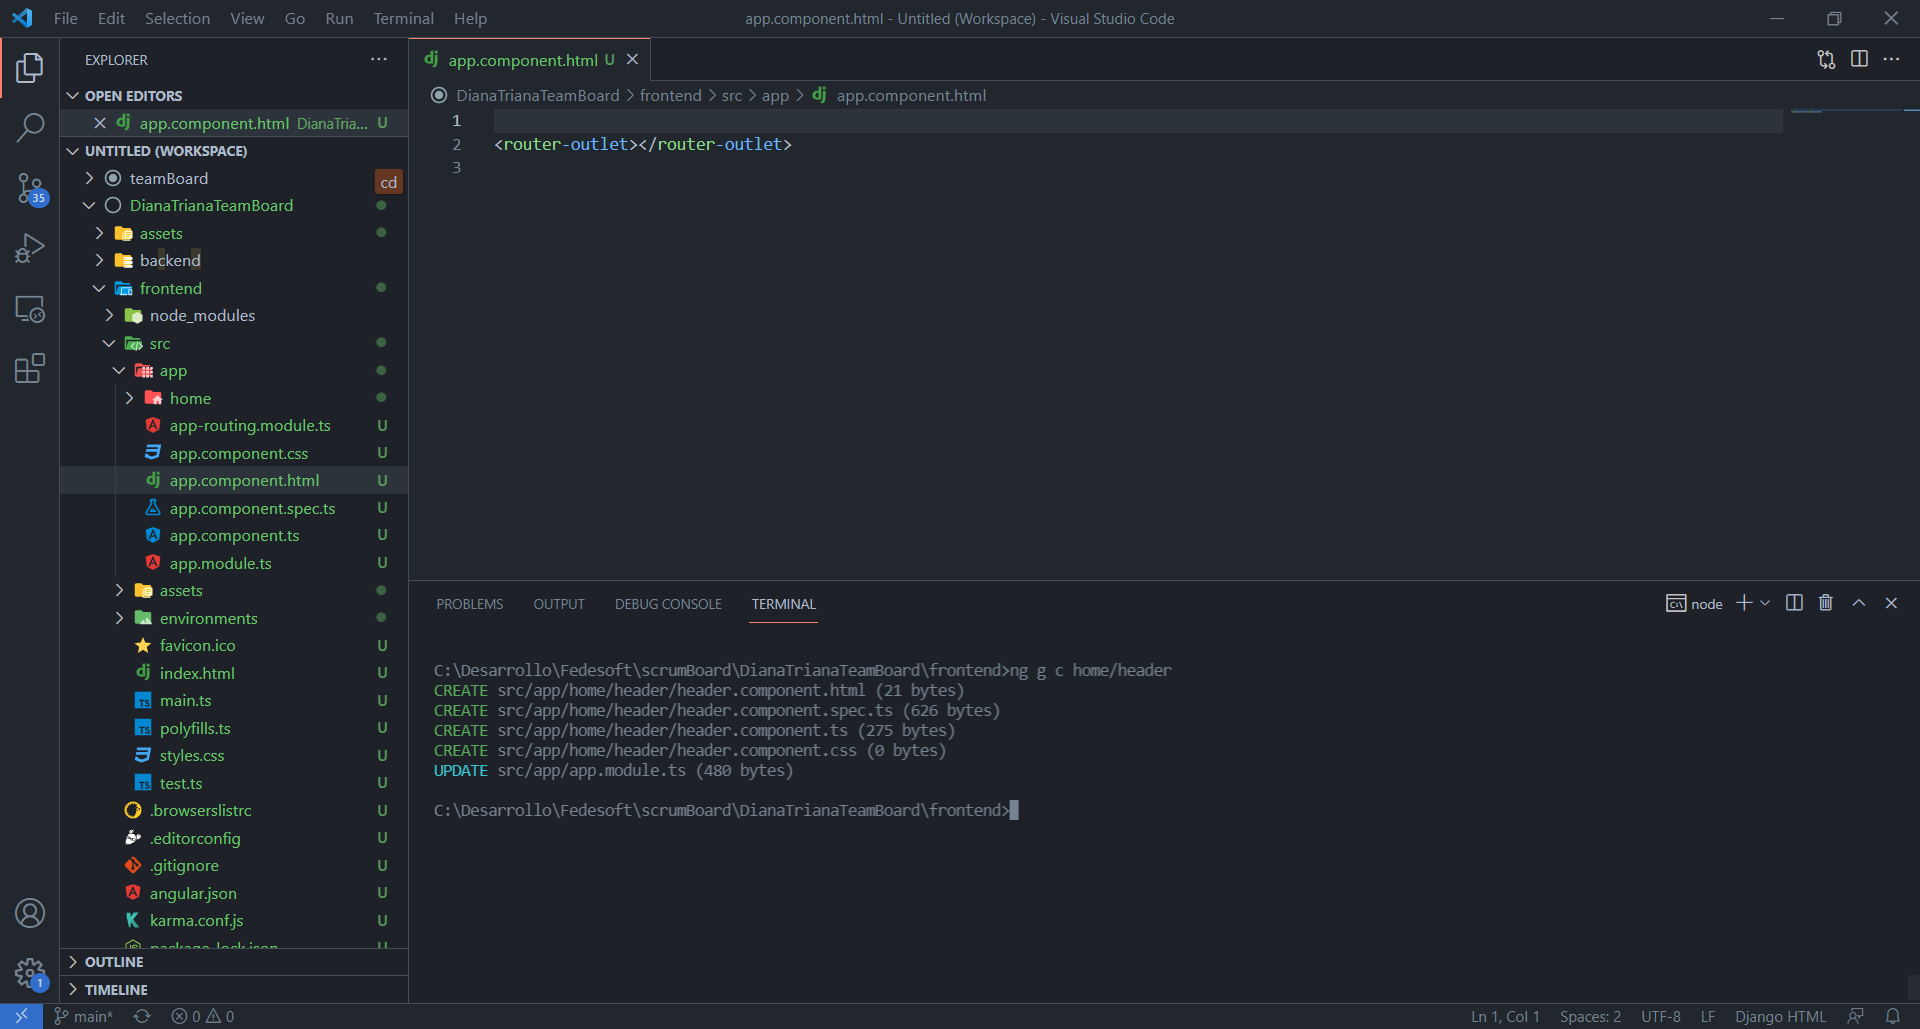 File Edit Selection View Go Run Terminal Help
app.component.html - Untitled (Workspace) - Visual Studio Code
EXPLORER
OPEN EDITORS
app.component.html DianaTria... U
UNTITLED (WORKSPACE)
teamBoard
cd
DianaTrianaTeamBoard
assets
backend
frontend
node_modules
src
app
home
app-routing.module.ts U
app.component.css U
app.component.html U
app.component.spec.ts U
app.component.ts U
app.module.ts U
assets
environments
favicon.ico U
index.html U
main.ts U
polyfills.ts U
styles.css U
test.ts U
.browserslistrc U
.editorconfig U
.gitignore U
angular.json U
karma.conf.js U
package-lock.json U
OUTLINE
TIMELINE
35
1
app.component.html U
DianaTrianaTeamBoard > frontend > src > app > app.component.html
1
2 <router-outlet></router-outlet>
3
PROBLEMS OUTPUT DEBUG CONSOLE TERMINAL
node
C:\Desarrollo\Fedesoft\scrumBoard\DianaTrianaTeamBoard\frontend>ng g c home/header
CREATE src/app/home/header/header.component.html (21 bytes)
CREATE src/app/home/header/header.component.spec.ts (626 bytes)
CREATE src/app/home/header/header.component.ts (275 bytes)
CREATE src/app/home/header/header.component.css (0 bytes)
UPDATE src/app/app.module.ts (480 bytes)
C:\Desarrollo\Fedesoft\scrumBoard\DianaTrianaTeamBoard\frontend>
main* 0 0
Ln 1, Col 1 Spaces: 2 UTF-8 LF Django HTML